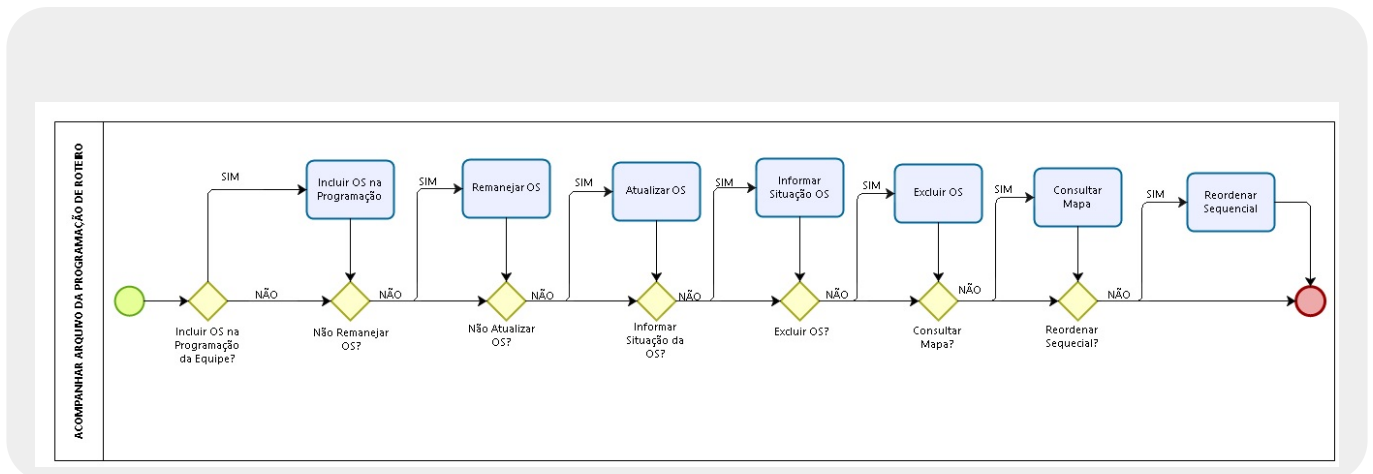 ACOMPANHAR ARQUIVO DA PROGRAMAÇÃO DE ROTEIRO
SIM
Incluir OS na
Programação
SIM
Remanejar OS
SIM
Atualizar OS
SIM
Informar
Situação OS
SIM
Excluir OS
SIM
Consultar
Mapa
SIM
Reordenar
Sequencial
NÃO
NÃO
NÃO
NÃO
NÃO
NÃO
NÃO
Incluir OS na
Programação
da Equipe?
Não Remanejar
OS?
Não Atualizar
OS?
Informar
Situação da
OS?
Excluir OS?
Consultar
Mapa?
Reordenar
Sequecial?